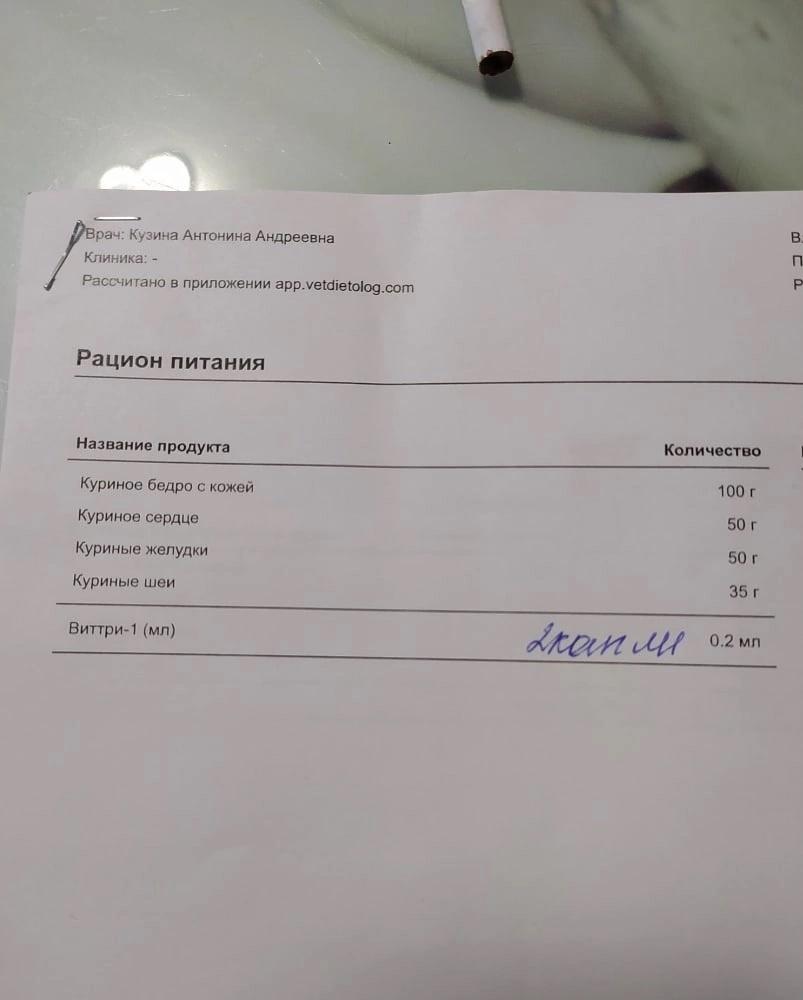 Врач: Кузина Антонина Андреевна
Клиника: -
Рассчитано в приложении app.vetdietolog.com
Рацион питания
Название продукта Количество
Куриное бедро с кожей 100 г
Куриное сердце 50 г
Куриные желудки 50 г
Куриные шеи 35 г
Виттри-1 (мл) 2капли 0.2 мл